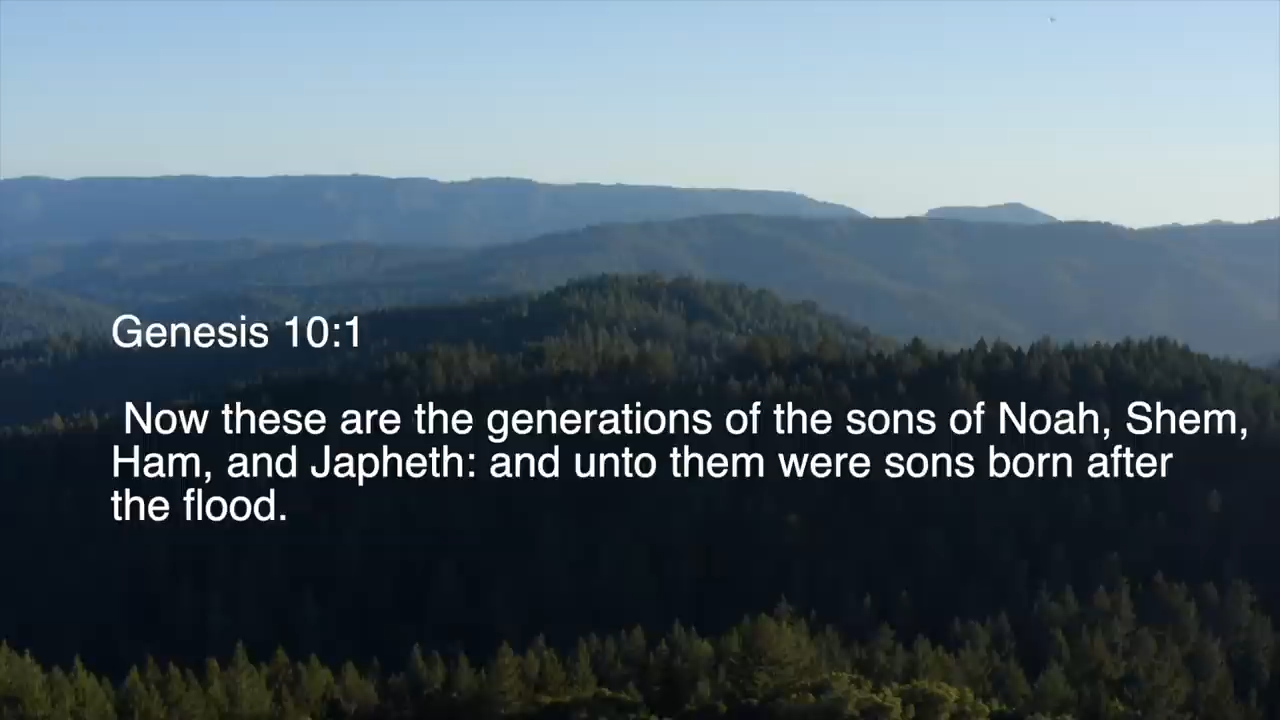 Genesis 10:1
Now these are the generations of the sons of Noah, Shem,
Ham, and Japheth: and unto them were sons born after
the flood.